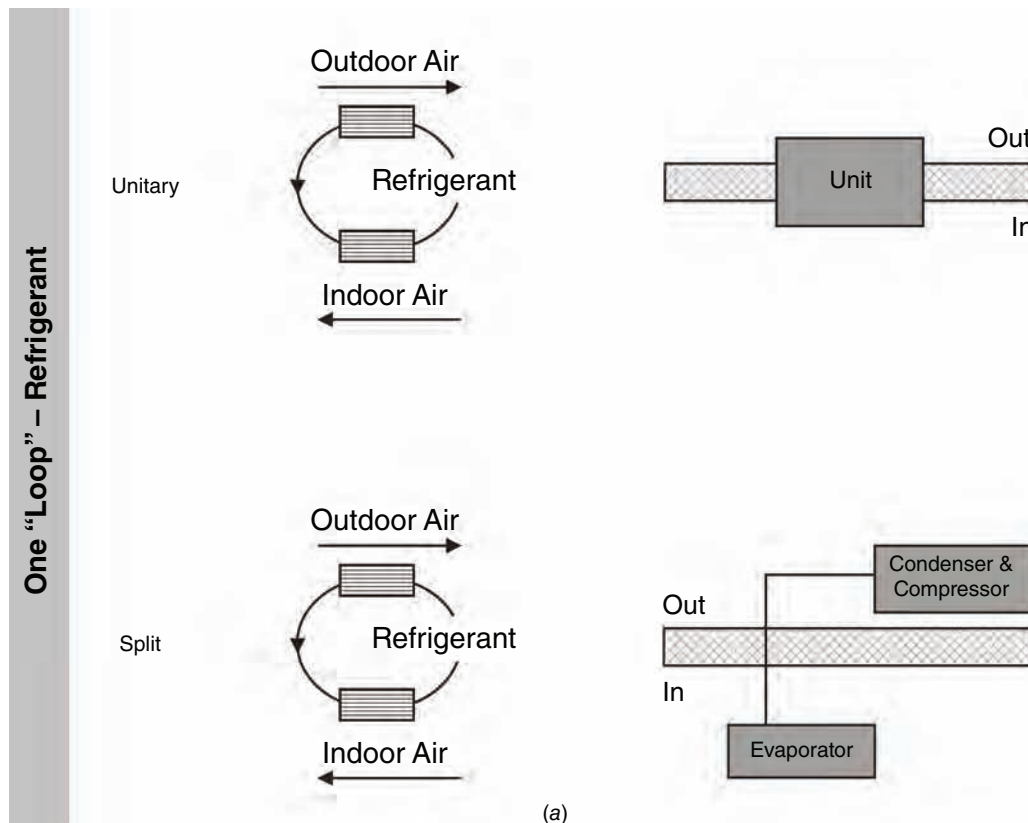 One “Loop” – Refrigerant
Unitary
Outdoor Air
Refrigerant
Indoor Air
Unit
Out
In
Split
Outdoor Air
Refrigerant
Indoor Air
Condenser &
Compressor
Out
In
Evaporator
(a)